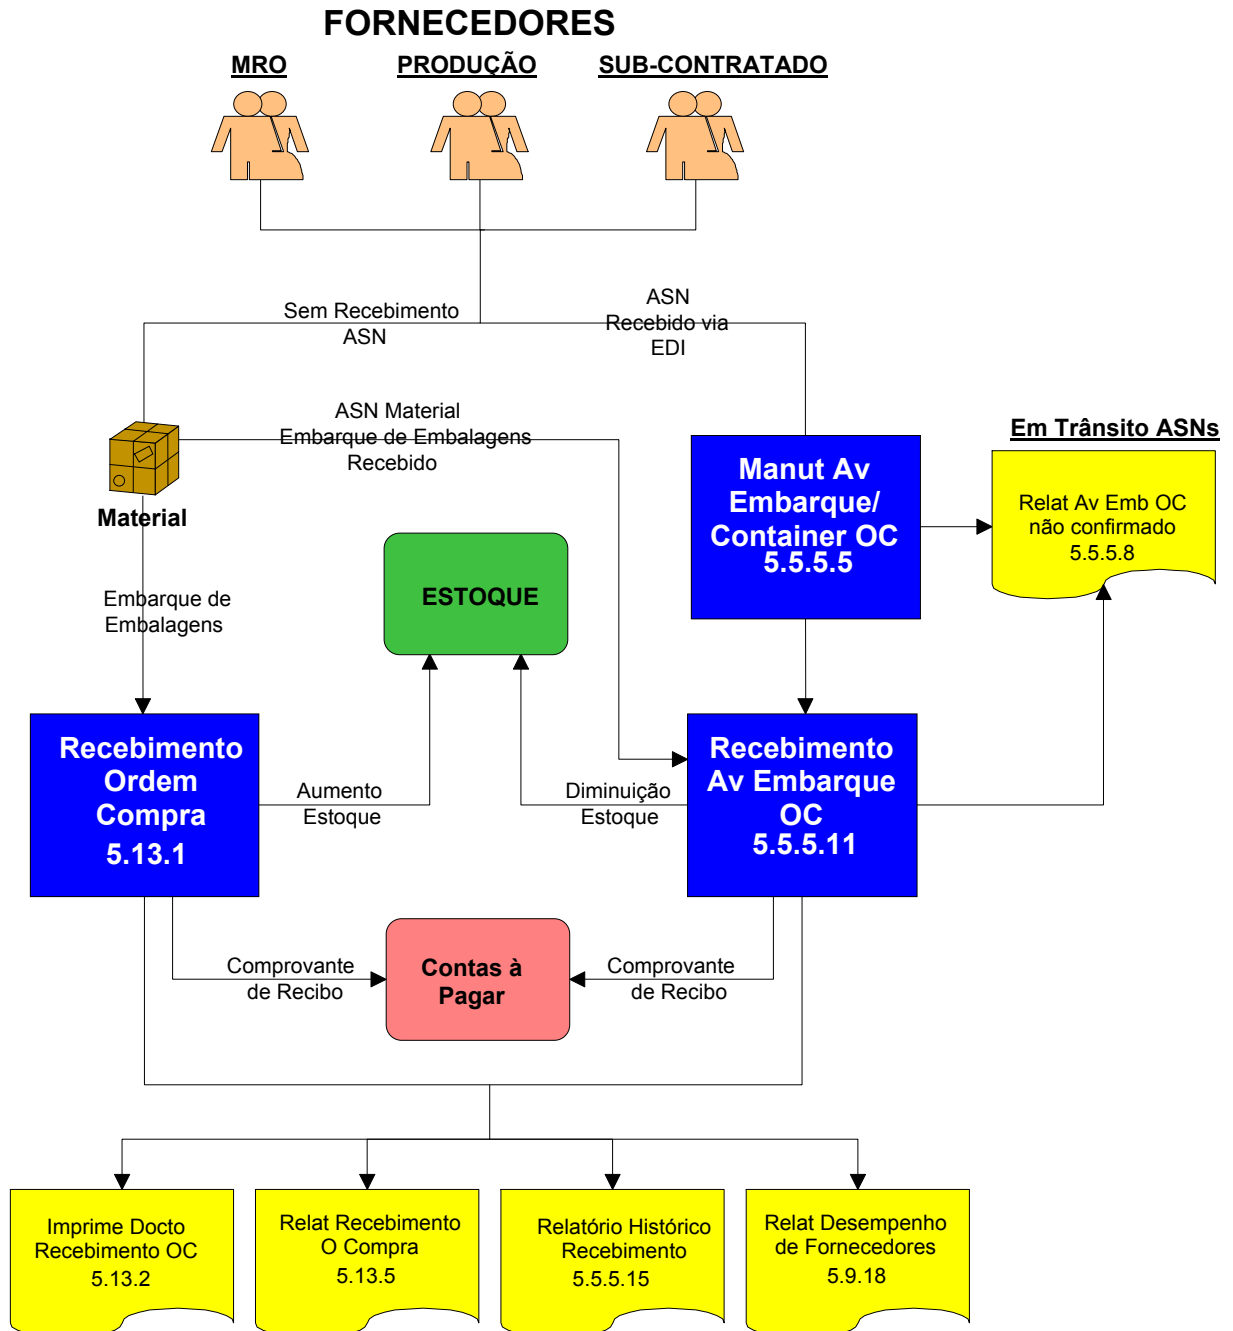 FORNECEDORES
MRO
PRODUÇÃO
SUB-CONTRATADO
Sem Recebimento
ASN
ASN
Recebido via
EDI
ASN Material
Embarque de Embalagens
Recebido
Material
Em Trânsito ASNs
Manut Av
Embarque/
Container OC
5.5.5.5
Relat Av Emb OC
não confirmado
5.5.5.8
ESTOQUE
Embarque de
Embalagens
Recebimento
Ordem
Compra
5.13.1
Aumento
Estoque
Diminuição
Estoque
Recebimento
Av Embarque
OC
5.5.5.11
Comprovante
de Recibo
Contas à
Pagar
Comprovante
de Recibo
Imprime Docto
Recebimento OC
5.13.2
Relat Recebimento
O Compra
5.13.5
Relatório Histórico
Recebimento
5.5.5.15
Relat Desempenho
de Fornecedores
5.9.18